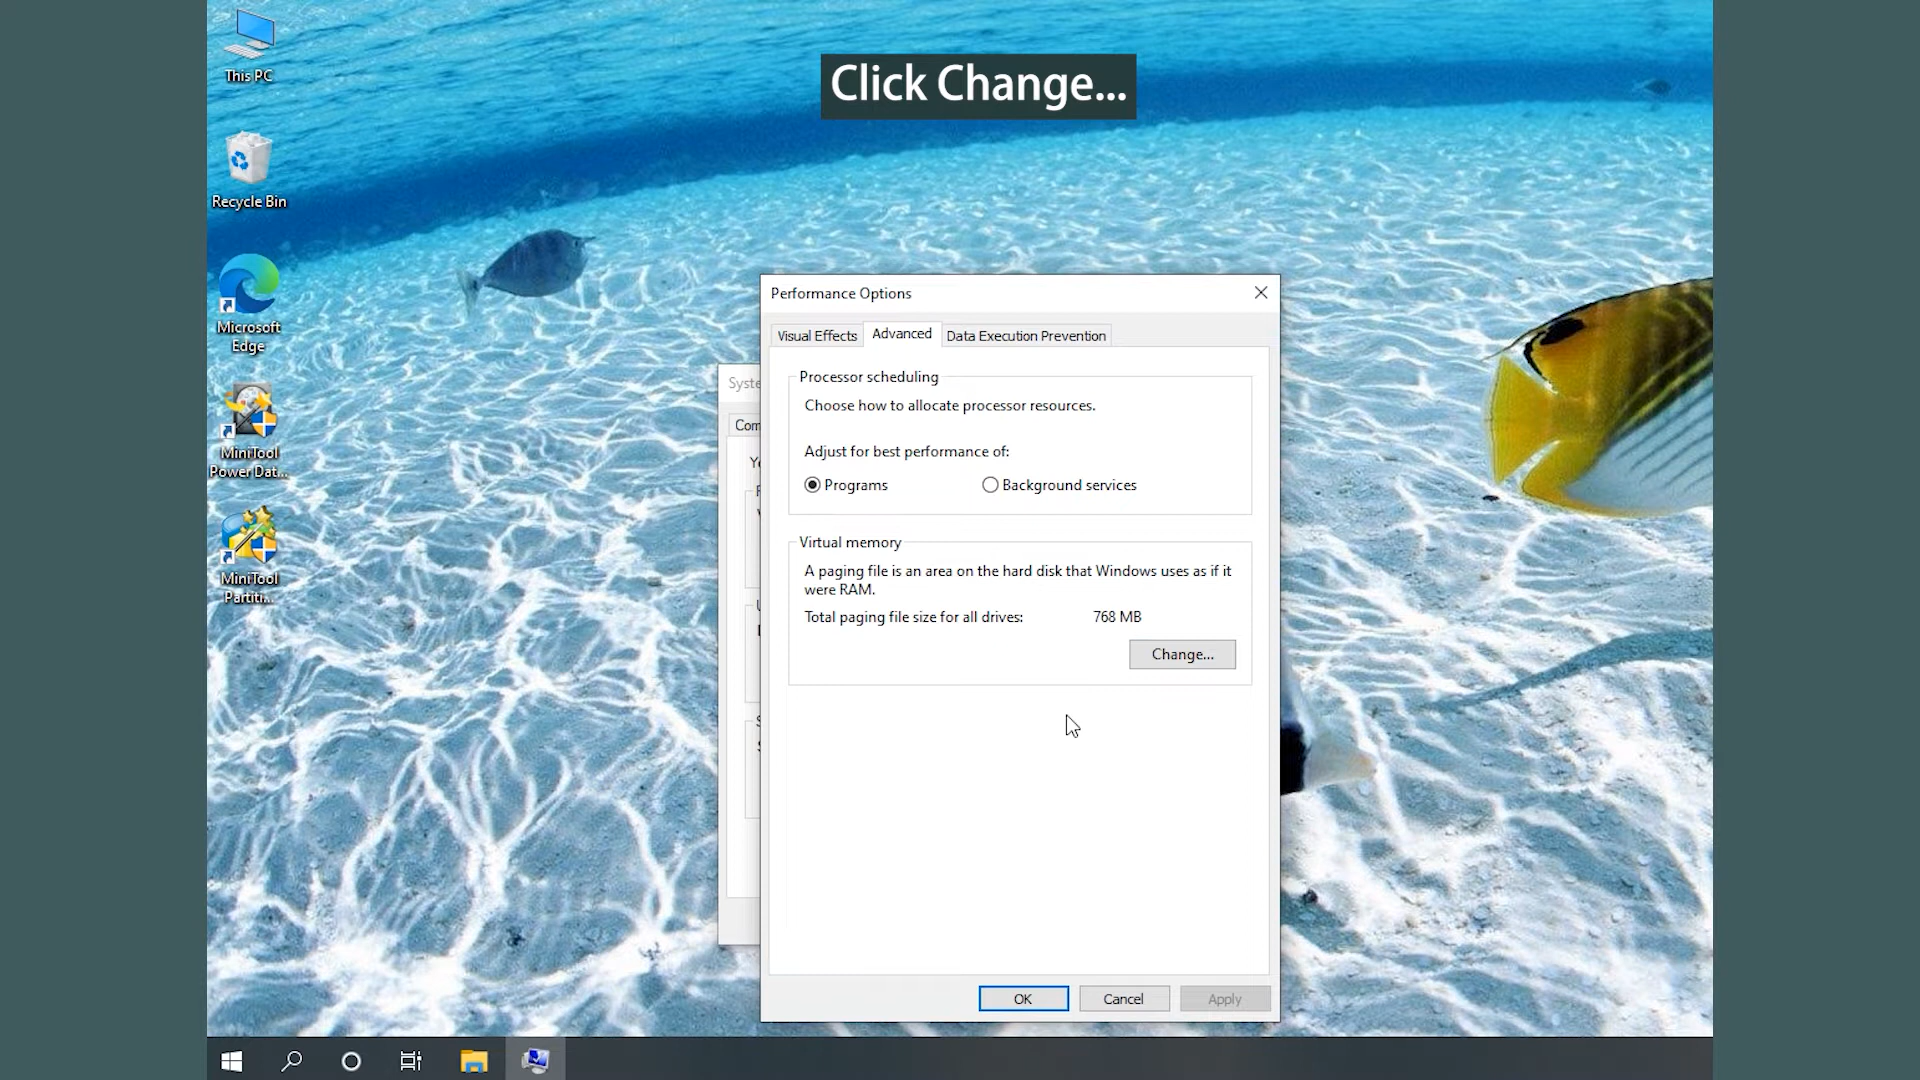 Click Change...
This PC
Recycle Bin
Microsoft
Edge
MiniTool
Power Dat...
MiniTool
Partiti...
Performance Options
Visual Effects
Advanced
Data Execution Prevention
Processor scheduling
Choose how to allocate processor resources.
Adjust for best performance of:
Programs
Background services
Virtual memory
A paging file is an area on the hard disk that Windows uses as if it
were RAM.
Total paging file size for all drives:
768 MB
Change...
OK
Cancel
Apply
Syste
Com